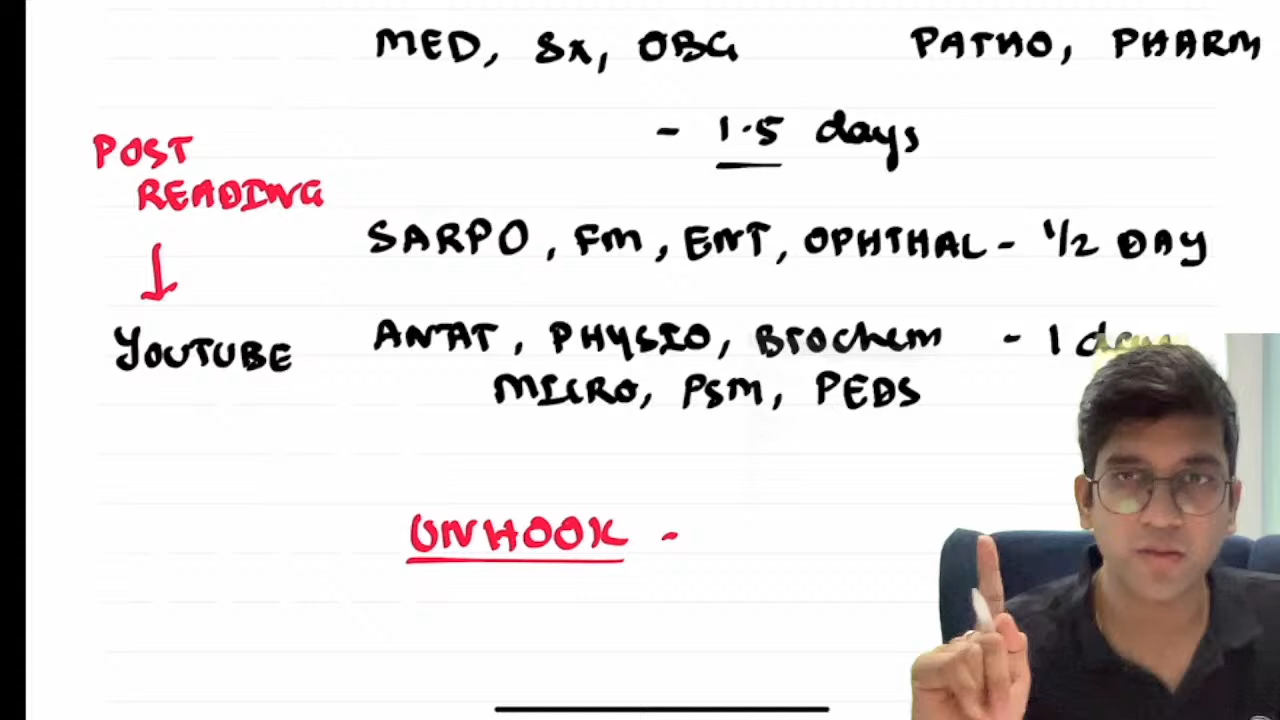 MED, Sx, OBG PATHO, PHARM
- 1.5 days
POST
READING
SARPO, FM, ENT, OPHTHAL - 1/2 DAY
YOUTUBE
ANAT, PHYSIO, Biochem - 1 day
MICRO, PSM, PEDS
UNHOOK -